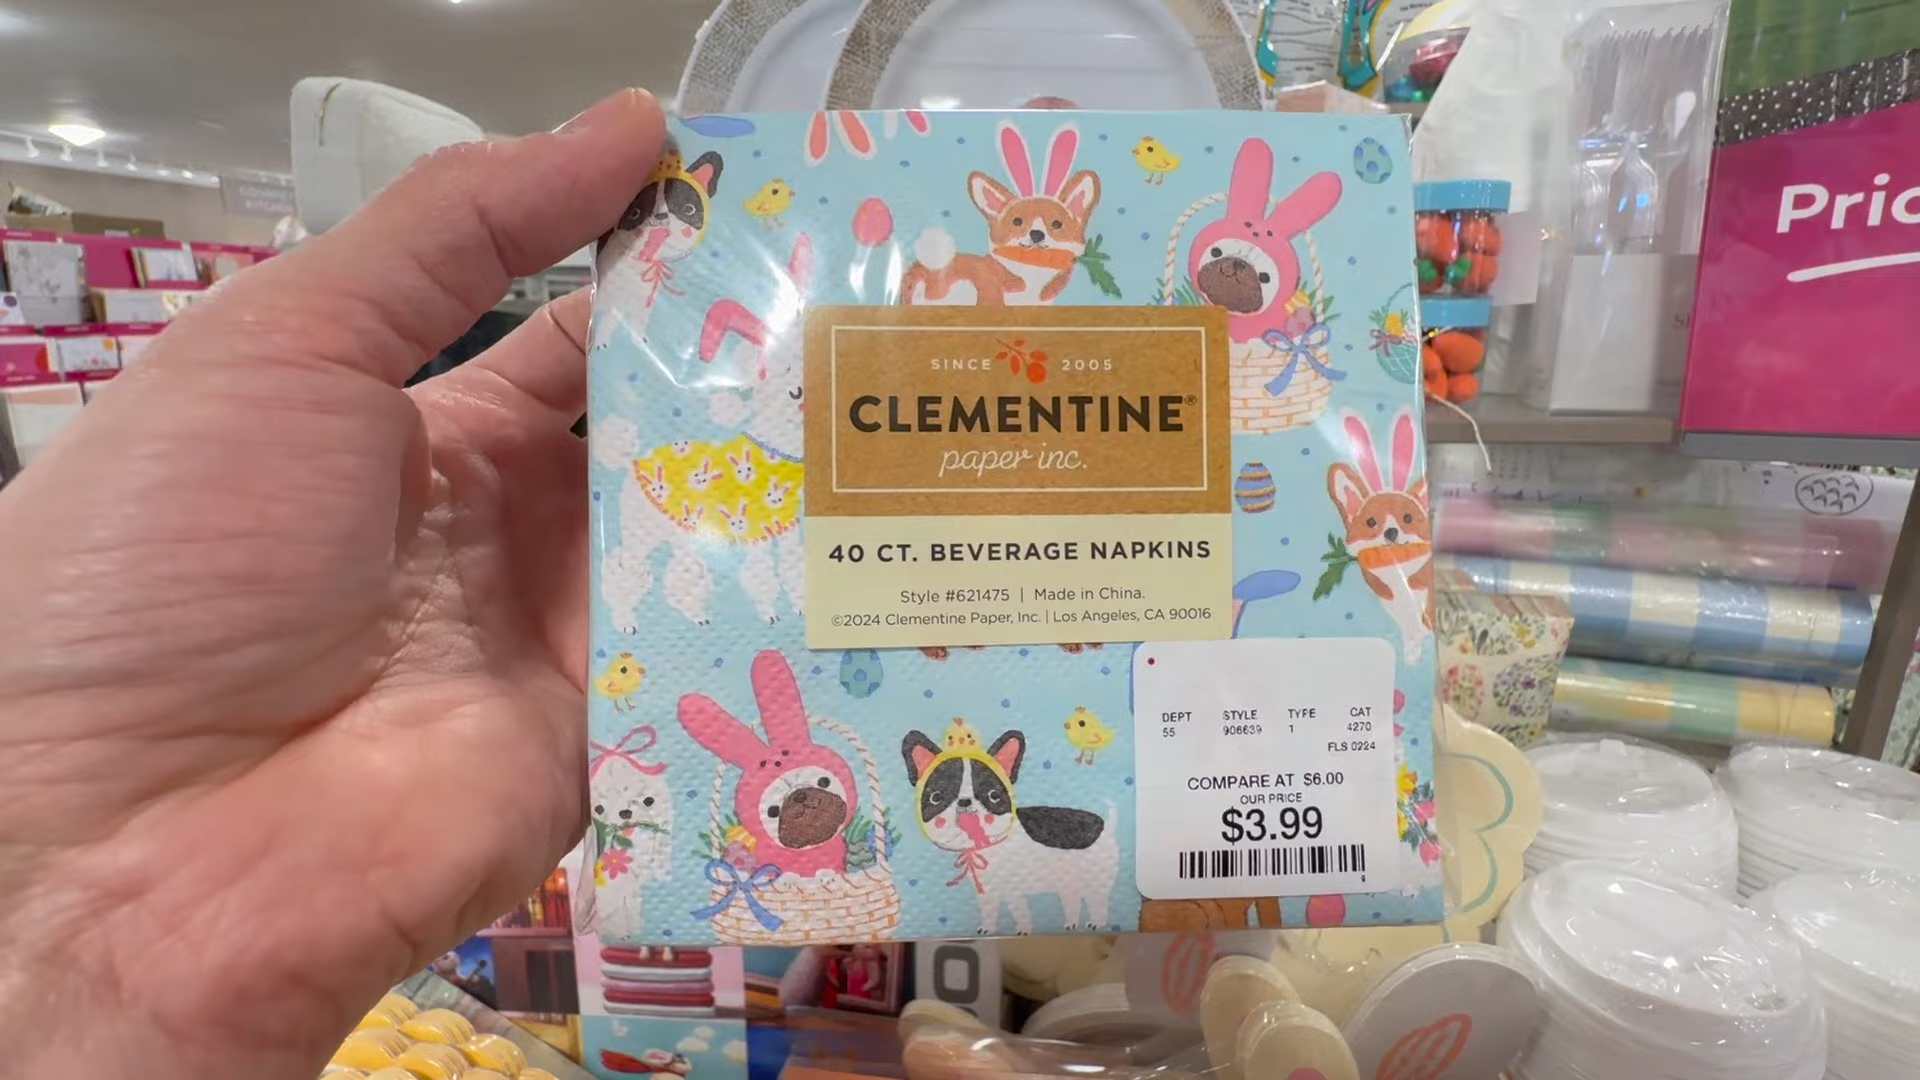 Pric
SINCE 2005
CLEMENTINE®
paper inc.
40 CT. BEVERAGE NAPKINS
Style #621475 | Made in China.
©2024 Clementine Paper, Inc. | Los Angeles, CA 90016
DEPT STYLE TYPE CAT
55 906639 1 4270
FLS 0224
COMPARE AT $6.00
OUR PRICE
$3.99